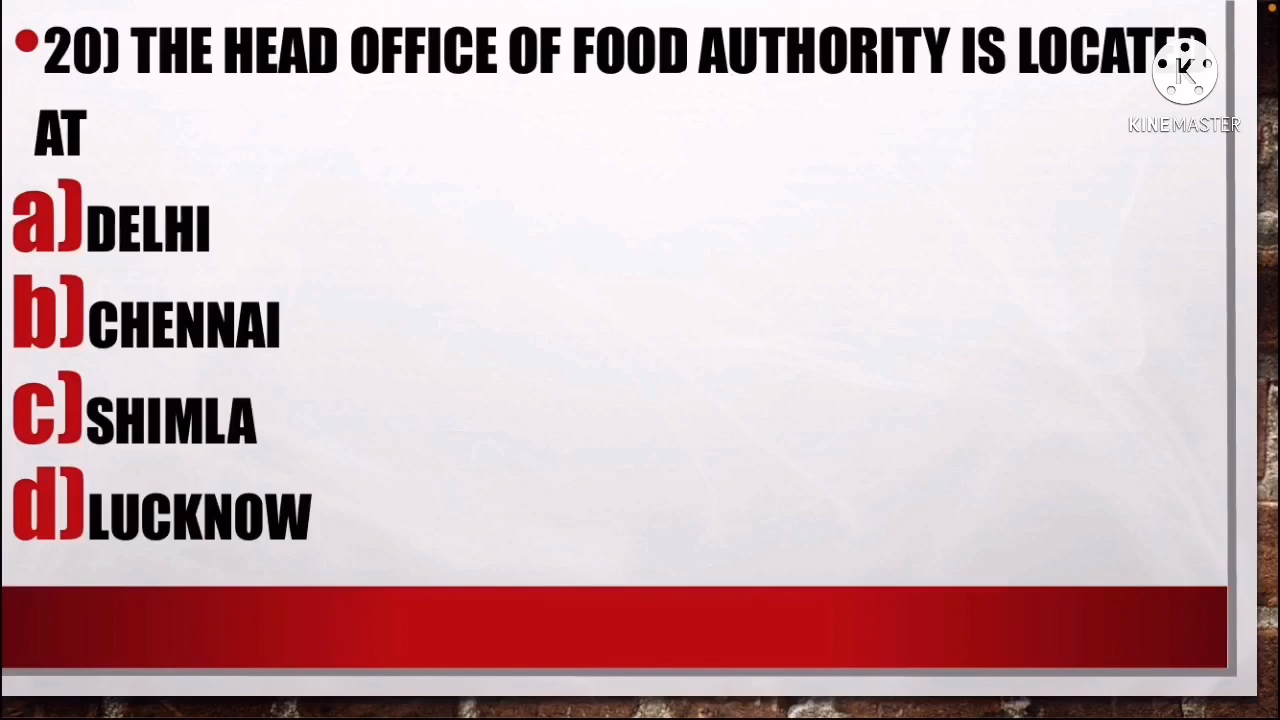 •20) THE HEAD OFFICE OF FOOD AUTHORITY IS LOCATED
AT
a)DELHI
b)CHENNAI
c)SHIMLA
d)LUCKNOW
K
KINEMASTER